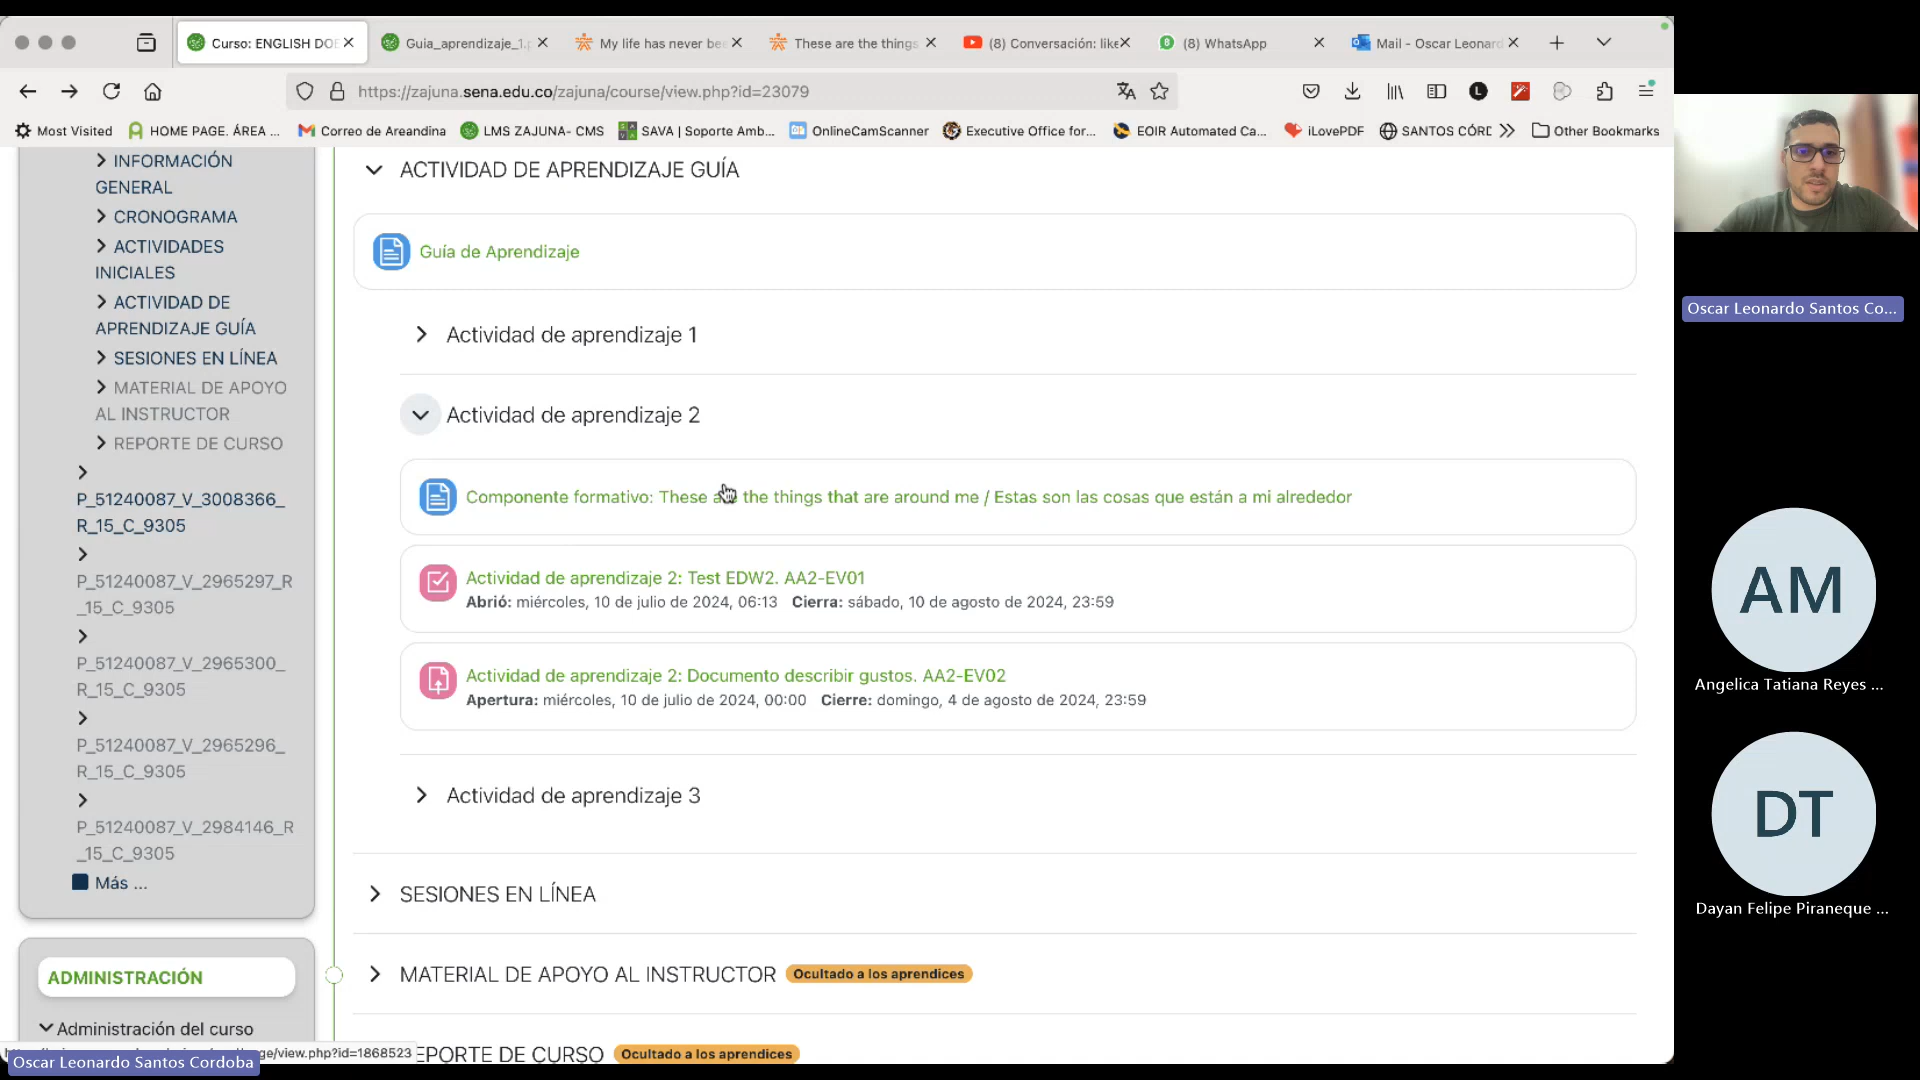 Curso: ENGLISH DOE
Guia_aprendizaje_1.p
My life has never bee
These are the things
(8) Conversación: like
(8) WhatsApp
Mail - Oscar Leonard
https://zajuna.sena.edu.co/zajuna/course/view.php?id=23079
Most Visited
HOME PAGE. ÁREA ...
Correo de Areandina
LMS ZAJUNA- CMS
SAVA | Soporte Amb...
OnlineCamScanner
Executive Office for...
EOIR Automated Ca...
iLovePDF
SANTOS CÓRD
Other Bookmarks
INFORMACIÓN
GENERAL
CRONOGRAMA
ACTIVIDADES
INICIALES
ACTIVIDAD DE
APRENDIZAJE GUÍA
SESIONES EN LÍNEA
MATERIAL DE APOYO
AL INSTRUCTOR
REPORTE DE CURSO
P_51240087_V_3008366_
R_15_C_9305
P_51240087_V_2965297_R
_15_C_9305
P_51240087_V_2965300_
R_15_C_9305
P_51240087_V_2965296_
R_15_C_9305
P_51240087_V_2984146_R
_15_C_9305
Más ...
ADMINISTRACIÓN
Administración del curso
ge/view.php?id=1868523
Oscar Leonardo Santos Cordoba
ACTIVIDAD DE APRENDIZAJE GUÍA
Guía de Aprendizaje
Actividad de aprendizaje 1
Actividad de aprendizaje 2
Componente formativo: These are the things that are around me / Estas son las cosas que están a mi alrededor
Actividad de aprendizaje 2: Test EDW2. AA2-EV01
Abrió: miércoles, 10 de julio de 2024, 06:13 Cierra: sábado, 10 de agosto de 2024, 23:59
Actividad de aprendizaje 2: Documento describir gustos. AA2-EV02
Apertura: miércoles, 10 de julio de 2024, 00:00 Cierre: domingo, 4 de agosto de 2024, 23:59
Actividad de aprendizaje 3
SESIONES EN LÍNEA
MATERIAL DE APOYO AL INSTRUCTOR Ocultado a los aprendices
EPORTE DE CURSO Ocultado a los aprendices
Oscar Leonardo Santos Co...
AM
Angelica Tatiana Reyes ...
DT
Dayan Felipe Piraneque ...